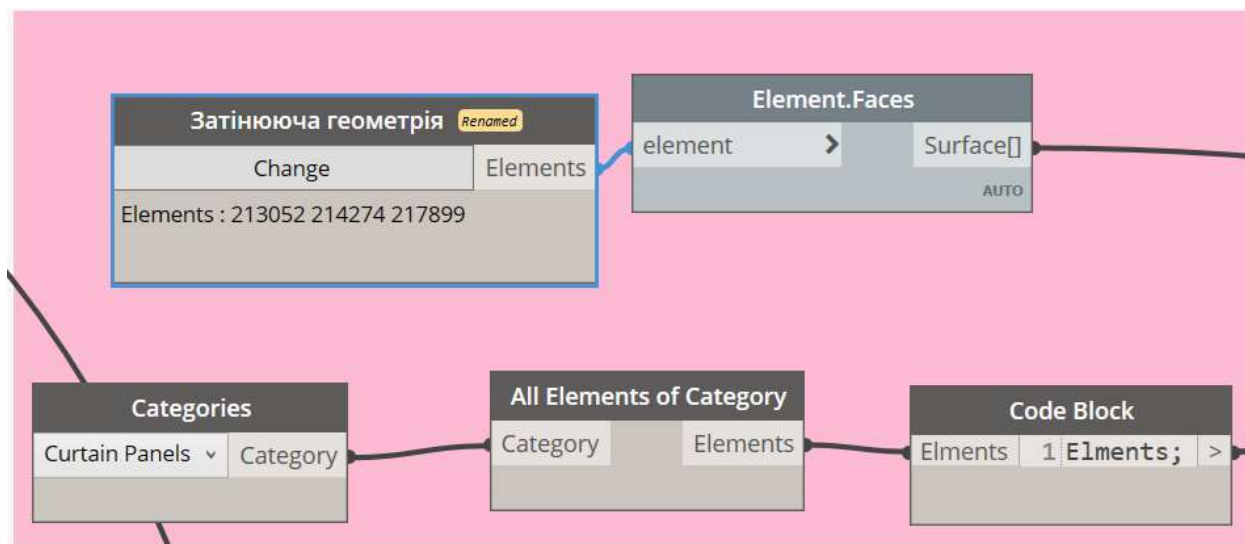 Затінююча геометрія Renamed
Change Elements
Elements : 213052 214274 217899
Element.Faces
element > Surface[]
AUTO
Categories
Curtain Panels Category
All Elements of Category
Category Elements
Code Block
Elments 1 Elments; >